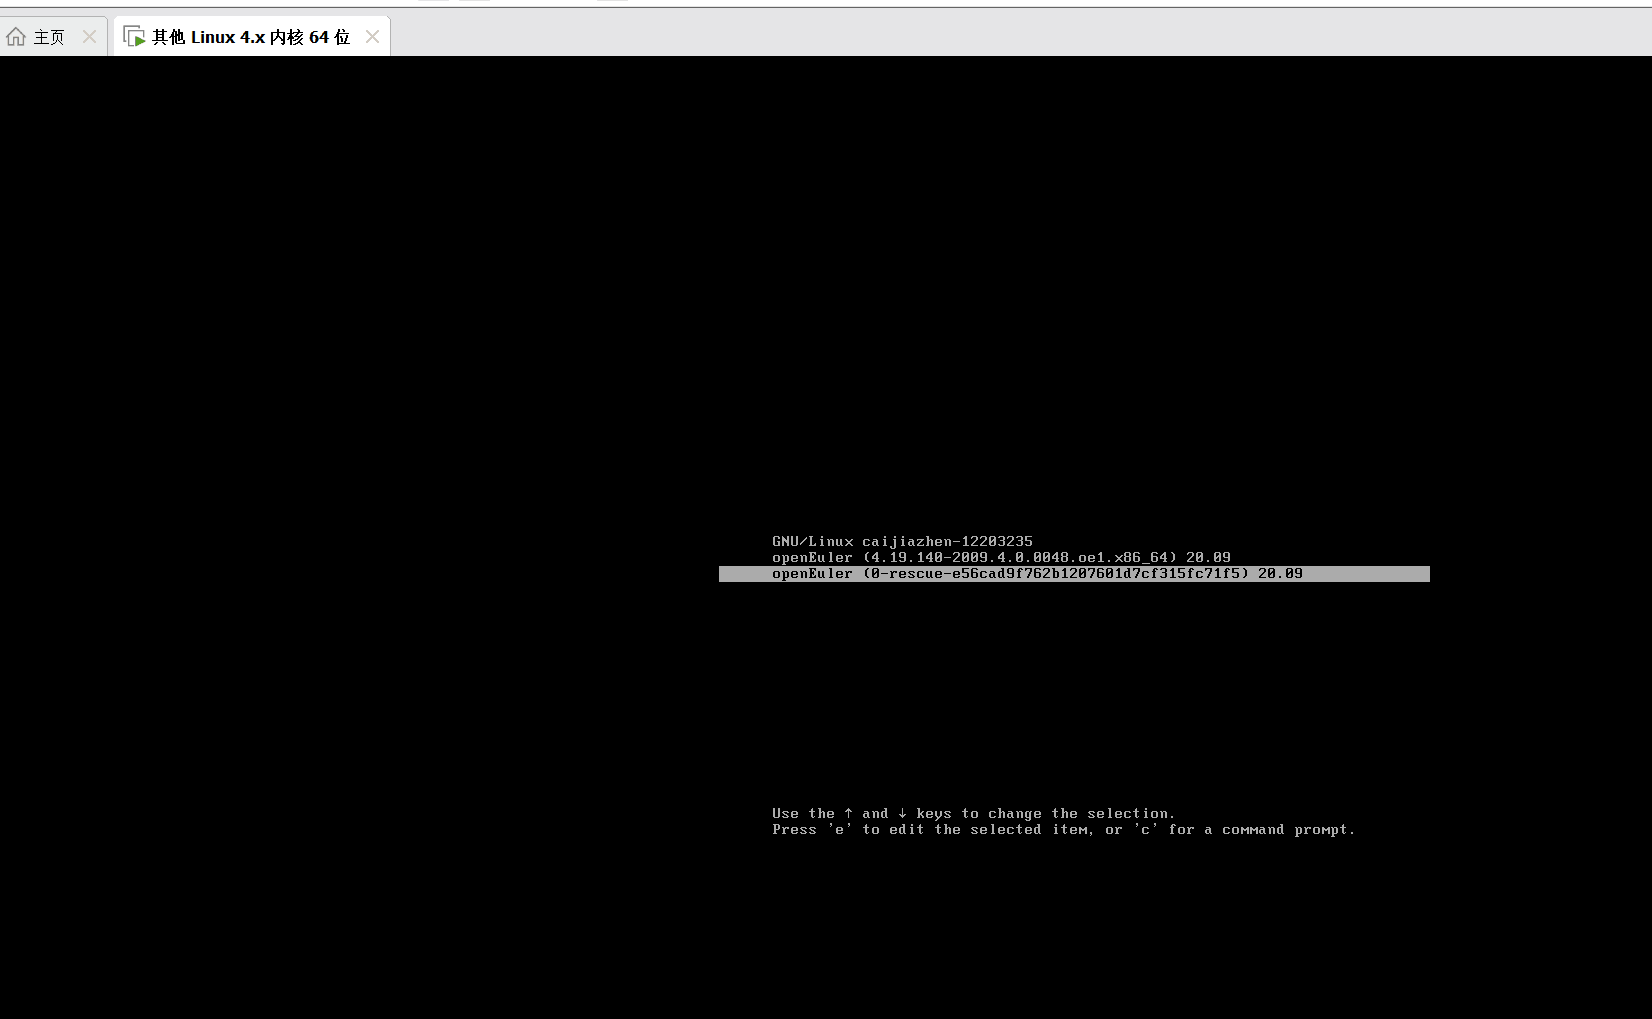 主页
其他 Linux 4.x 内核 64 位
GNU/Linux caijiazhen-12203235
openEuler (4.19.140-2009.4.0.0048.oe1.x86_64) 20.09
openEuler (0-rescue-e56cad9f762b1207601d7cf315fc71f5) 20.09
Use the ↑ and ↓ keys to change the selection.
Press 'e' to edit the selected item, or 'c' for a command prompt.